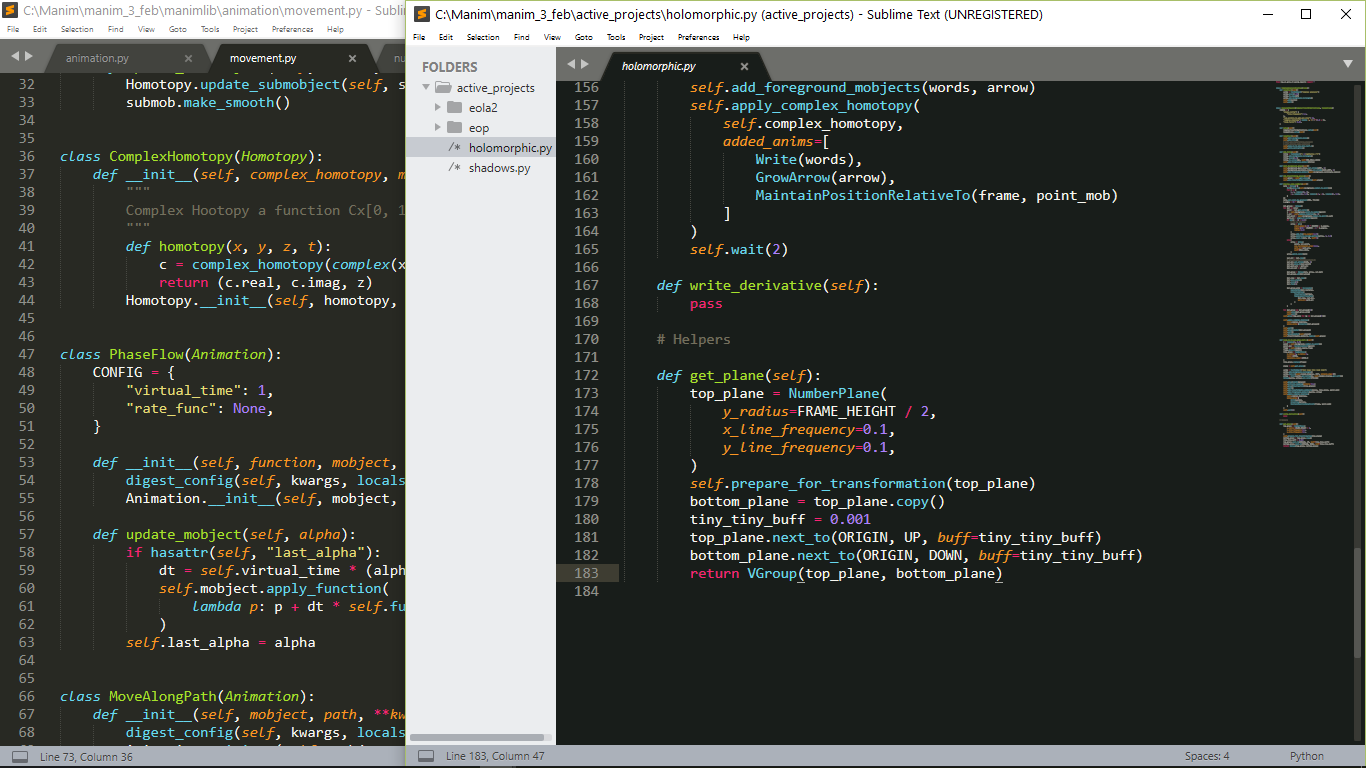 C:\Manim\manim_3_feb\manimlib\animation\movement.py - Sublim
File Edit Selection Find View Goto Tools Project Preferences Help
animation.py × movement.py × nu
32 Homotopy.update_submobject(self, s
33 submob.make_smooth()
34
35
36 class ComplexHomotopy(Homotopy):
37 def __init__(self, complex_homotopy, m
38 """
39 Complex Hootopy a function Cx[0, 1
40 """
41 def homotopy(x, y, z, t):
42 c = complex_homotopy(complex(x
43 return (c.real, c.imag, z)
44 Homotopy.__init__(self, homotopy,
45
46
47 class PhaseFlow(Animation):
48 CONFIG = {
49 "virtual_time": 1,
50 "rate_func": None,
51 }
52
53 def __init__(self, function, mobject,
54 digest_config(self, kwargs, locals
55 Animation.__init__(self, mobject,
56
57 def update_mobject(self, alpha):
58 if hasattr(self, "last_alpha"):
59 dt = self.virtual_time * (alph
60 self.mobject.apply_function(
61 lambda p: p + dt * self.fu
62 )
63 self.last_alpha = alpha
64
65
66 class MoveAlongPath(Animation):
67 def __init__(self, mobject, path, **kw
68 digest_config(self, kwargs, locals
Line 73, Column 36
C:\Manim\manim_3_feb\active_projects\holomorphic.py (active_projects) - Sublime Text (UNREGISTERED)
File Edit Selection Find View Goto Tools Project Preferences Help
FOLDERS
active_projects
eola2
eop
/* holomorphic.py
/* shadows.py
holomorphic.py ×
156 self.add_foreground_mobjects(words, arrow)
157 self.apply_complex_homotopy(
158 self.complex_homotopy,
159 added_anims=[
160 Write(words),
161 GrowArrow(arrow),
162 MaintainPositionRelativeTo(frame, point_mob)
163 ]
164 )
165 self.wait(2)
166
167 def write_derivative(self):
168 pass
169
170 # Helpers
171
172 def get_plane(self):
173 top_plane = NumberPlane(
174 y_radius=FRAME_HEIGHT / 2,
175 x_line_frequency=0.1,
176 y_line_frequency=0.1,
177 )
178 self.prepare_for_transformation(top_plane)
179 bottom_plane = top_plane.copy()
180 tiny_tiny_buff = 0.001
181 top_plane.next_to(ORIGIN, UP, buff=tiny_tiny_buff)
182 bottom_plane.next_to(ORIGIN, DOWN, buff=tiny_tiny_buff)
183 return VGroup(top_plane, bottom_plane)
184
Line 183, Column 47
Spaces: 4 Python